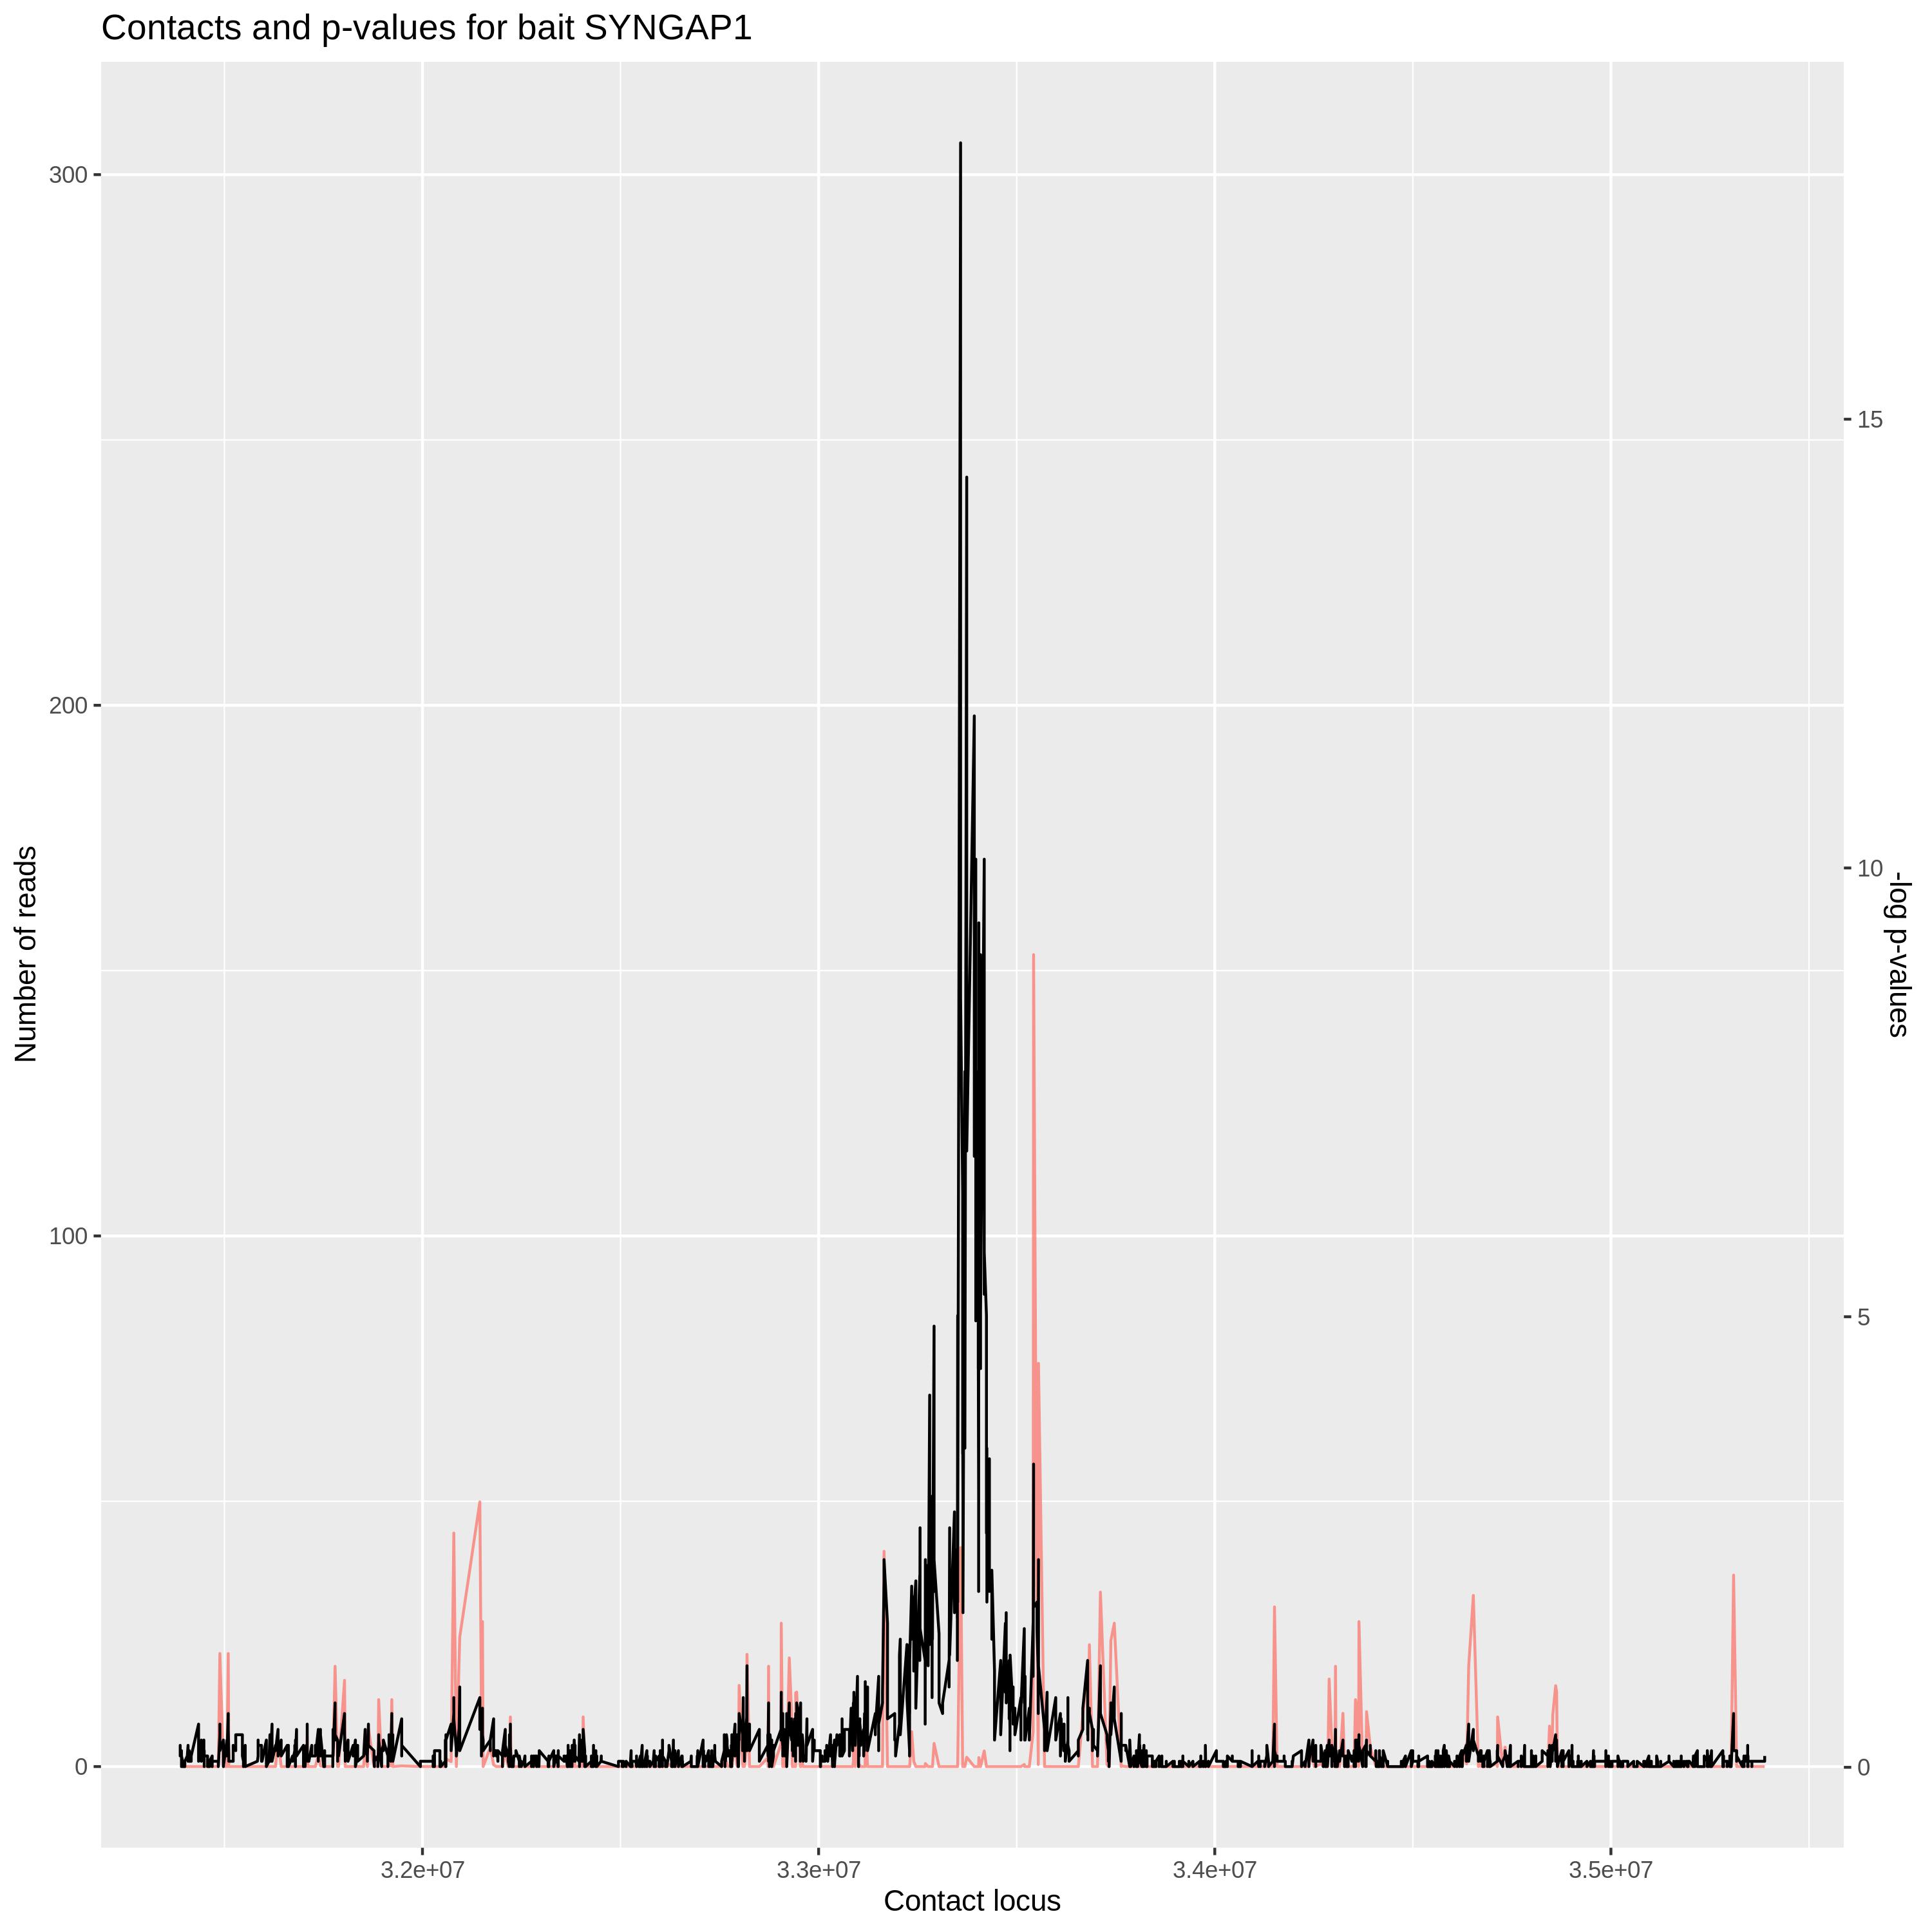 Contacts and p-values for bait SYNGAP1
300
200
100
0
Number of reads
15
10
5
0
-log p-values
3.2e+07
3.3e+07
3.4e+07
3.5e+07
Contact locus